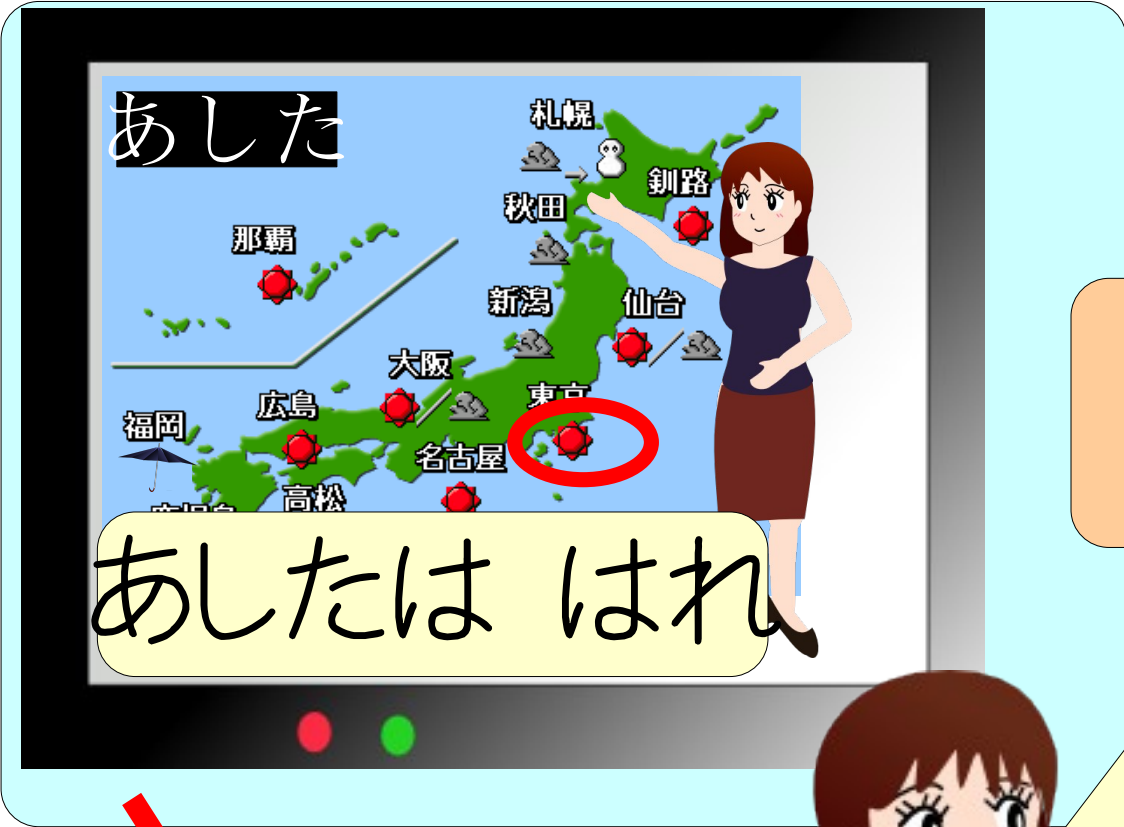 あした
札幌
釧路
秋田
那覇
新潟
仙台
大阪
東京
広島
福岡
名古屋
高松
あしたは はれ